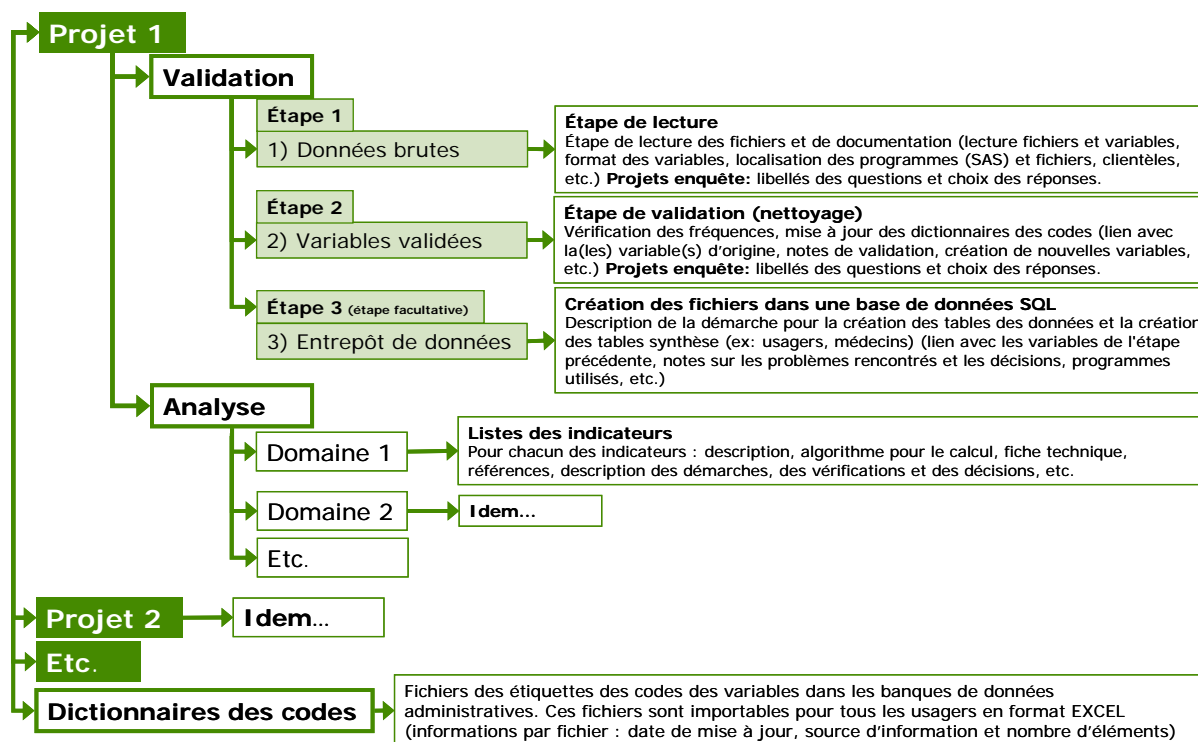 Projet 1
Validation
Étape 1
1) Données brutes
Étape de lecture
Étape de lecture des fichiers et de documentation (lecture fichiers et variables,
format des variables, localisation des programmes (SAS) et fichiers, clientèles,
etc.) Projets enquête: libellés des questions et choix des réponses.
Étape 2
2) Variables validées
Étape de validation (nettoyage)
Vérification des fréquences, mise à jour des dictionnaires des codes (lien avec
la(les) variable(s) d'origine, notes de validation, création de nouvelles variables,
etc.) Projets enquête: libellés des questions et choix des réponses.
Étape 3 (étape facultative)
3) Entrepôt de données
Création des fichiers dans une base de données SQL
Description de la démarche pour la création des tables des données et la création
des tables synthèse (ex: usagers, médecins) (lien avec les variables de l'étape
précédente, notes sur les problèmes rencontrés et les décisions, programmes
utilisés, etc.)
Analyse
Domaine 1
Listes des indicateurs
Pour chacun des indicateurs : description, algorithme pour le calcul, fiche technique,
références, description des démarches, des vérifications et des décisions, etc.
Domaine 2
Idem...
Etc.
Projet 2
Idem...
Etc.
Dictionnaires des codes
Fichiers des étiquettes des codes des variables dans les banques de données
administratives. Ces fichiers sont importables pour tous les usagers en format EXCEL
(informations par fichier : date de mise à jour, source d'information et nombre d'éléments)